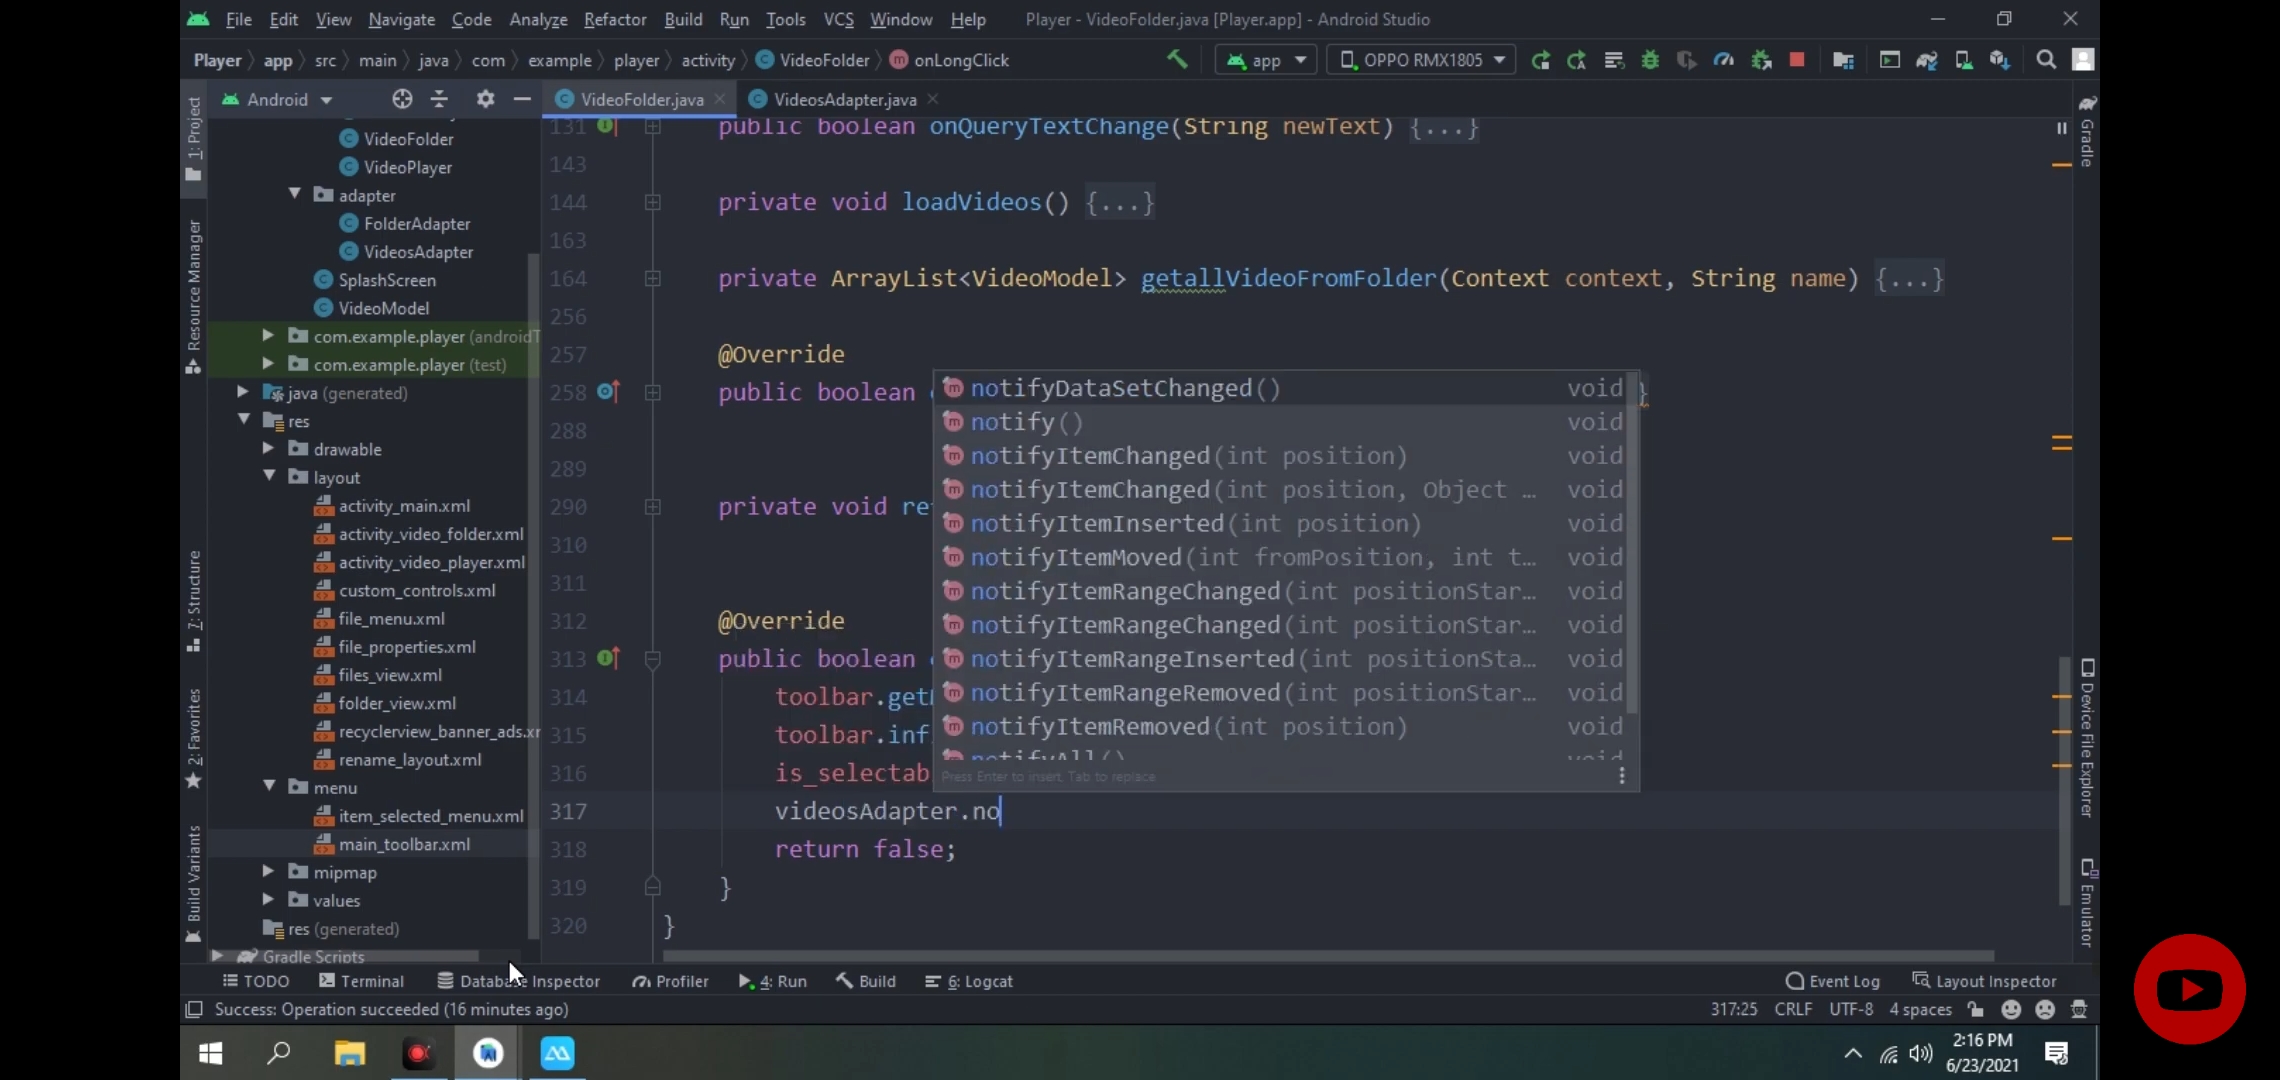 File Edit View Navigate Code Analyze Refactor Build Run Tools VCS Window Help Player - VideoFolder.java [Player.app] - Android Studio
Player app src main java com example player activity VideoFolder onLongClick app OPPO RMX1805
Android VideoFolder.java VideosAdapter.java
1: Project
Resource Manager
7: Structure
2: Favorites
Build Variants
VideoFolder
VideoPlayer
adapter
FolderAdapter
VideosAdapter
SplashScreen
VideoModel
com.example.player (androidT
com.example.player (test)
java (generated)
res
drawable
layout
activity_main.xml
activity_video_folder.xml
activity_video_player.xml
custom_controls.xml
file_menu.xml
file_properties.xml
files_view.xml
folder_view.xml
recyclerview_banner_ads.xr
rename_layout.xml
menu
item_selected_menu.xml
main_toolbar.xml
mipmap
values
res (generated)
Gradle Scripts
131 public boolean onQueryTextChange(String newText) {...}
143
144 private void loadVideos() {...}
163
164 private ArrayList<VideoModel> getallVideoFromFolder(Context context, String name) {...}
256
257 @Override
258 public boolean }
288
289
290 private void re
310
311
312 @Override
313 public boolean
314 toolbar.get
315 toolbar.inf
316 is_selectab
317 videosAdapter.no
318 return false;
319 }
320 }
notifyDataSetChanged() void
notify() void
notifyItemChanged(int position) void
notifyItemChanged(int position, Object … void
notifyItemInserted(int position) void
notifyItemMoved(int fromPosition, int t… void
notifyItemRangeChanged(int positionStar… void
notifyItemRangeChanged(int positionStar… void
notifyItemRangeInserted(int positionSta… void
notifyItemRangeRemoved(int positionStar… void
notifyItemRemoved(int position) void
notifyAll() void
Press Enter to insert, Tab to replace
Gradle
Device File Explorer
Emulator
TODO Terminal Database Inspector Profiler 4: Run Build 6: Logcat Event Log Layout Inspector
Success: Operation succeeded (16 minutes ago) 317:25 CRLF UTF-8 4 spaces
2:16 PM
6/23/2021